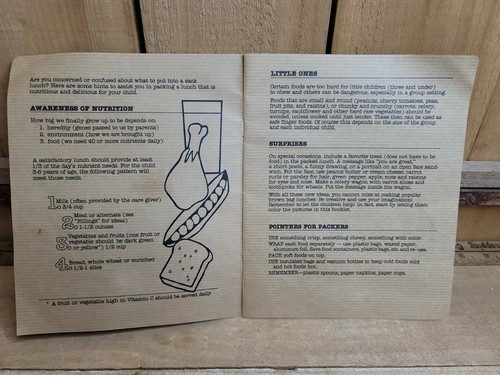 Are you concerned or confused about what to put into a sack
lunch? Here are some hints to assist you in packing a lunch that is
nutritious and delicious for your child.
AWARENESS OF NUTRITION
How big we finally grow up to be depends on:
1. heredity (genes passed to us by parents)
2. environment (how we are brought up)
3. food (we need 40 or more nutrients daily)
A satisfactory lunch should provide at least
1/3 of the day's nutrient needs. For the child
3-6 years of age, the following pattern will
meet those needs.
1 Milk (often provided by the care giver)
3/4 cup
2 Meat or alternate (see
"Fillings" for ideas)
1-1/2 ounces
3 Vegetables and fruits (one fruit or
vegetable should be dark green
or yellow) 1/2 cup
4 Bread, whole wheat or enriched
1/2-1 slice
* A fruit or vegetable high in Vitamin C should be served daily.
LITTLE ONES
Certain foods are too hard for little children (three and under)
to chew and others can be dangerous, especially in a group setting.
Foods that are small and round (peanuts, cherry tomatoes, peas,
fruit pits, and raisins), or chunky and crunchy (carrots, celery,
turnips, cauliflower and other hard raw vegetables) should be
avoided, unless cooked until just tender. These then can be used as
safe finger foods. Of course this depends on the size of the group
and each individual child.
SURPRISES
On special occasions, include a favorite treat (does not have to be
food) in the packed lunch. A message like "you are great,"
a short poem, a funny drawing, or a portrait on an open face sand-
wich. For the face, use peanut butter or cream cheese, carrot
curls or parsley for hair, green pepper, apple, nuts and raisins
for eyes and nose. Make a celery wagon with carrot slices and
toothpicks for wheels. Put the message inside the wagon.
With all these new ideas, you cannot miss at making popular
brown bag lunches. Be creative and use your imaginations!
Remember to let the children help; in fact, start by letting them
color the pictures in this booklet.
POINTERS FOR PACKERS
USE something crisp, something chewy, something with color.
WRAP each food separately — use plastic bags, waxed paper,
aluminum foil. Save food containers, plastic bags, etc. and re-use.
PACK soft foods on top.
USE insulated bags and vacuum bottles to keep cold foods cold
and hot foods hot.
REMEMBER—plastic spoons, paper napkins, paper cups.